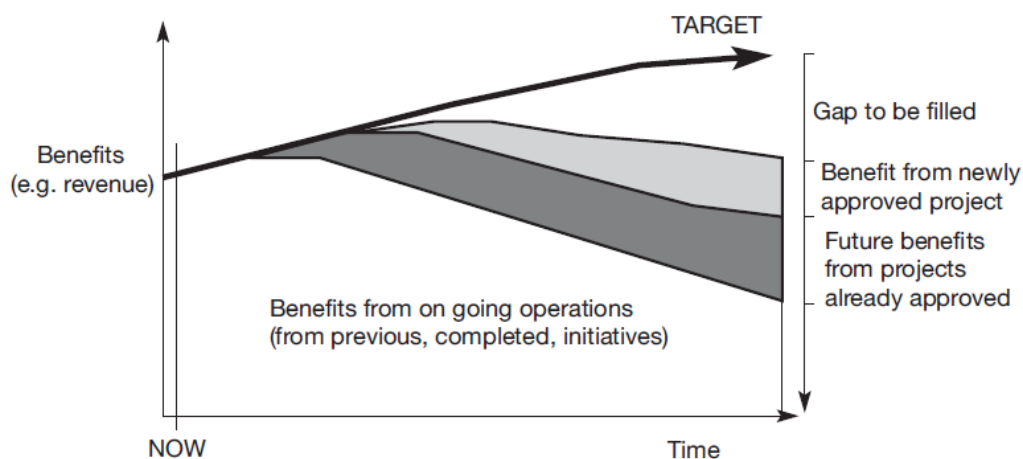 TARGET
Gap to be filled
Benefits
(e.g. revenue)
Benefit from newly
approved project
Future benefits
from projects
already approved
Benefits from on going operations
(from previous, completed, initiatives)
NOW
Time